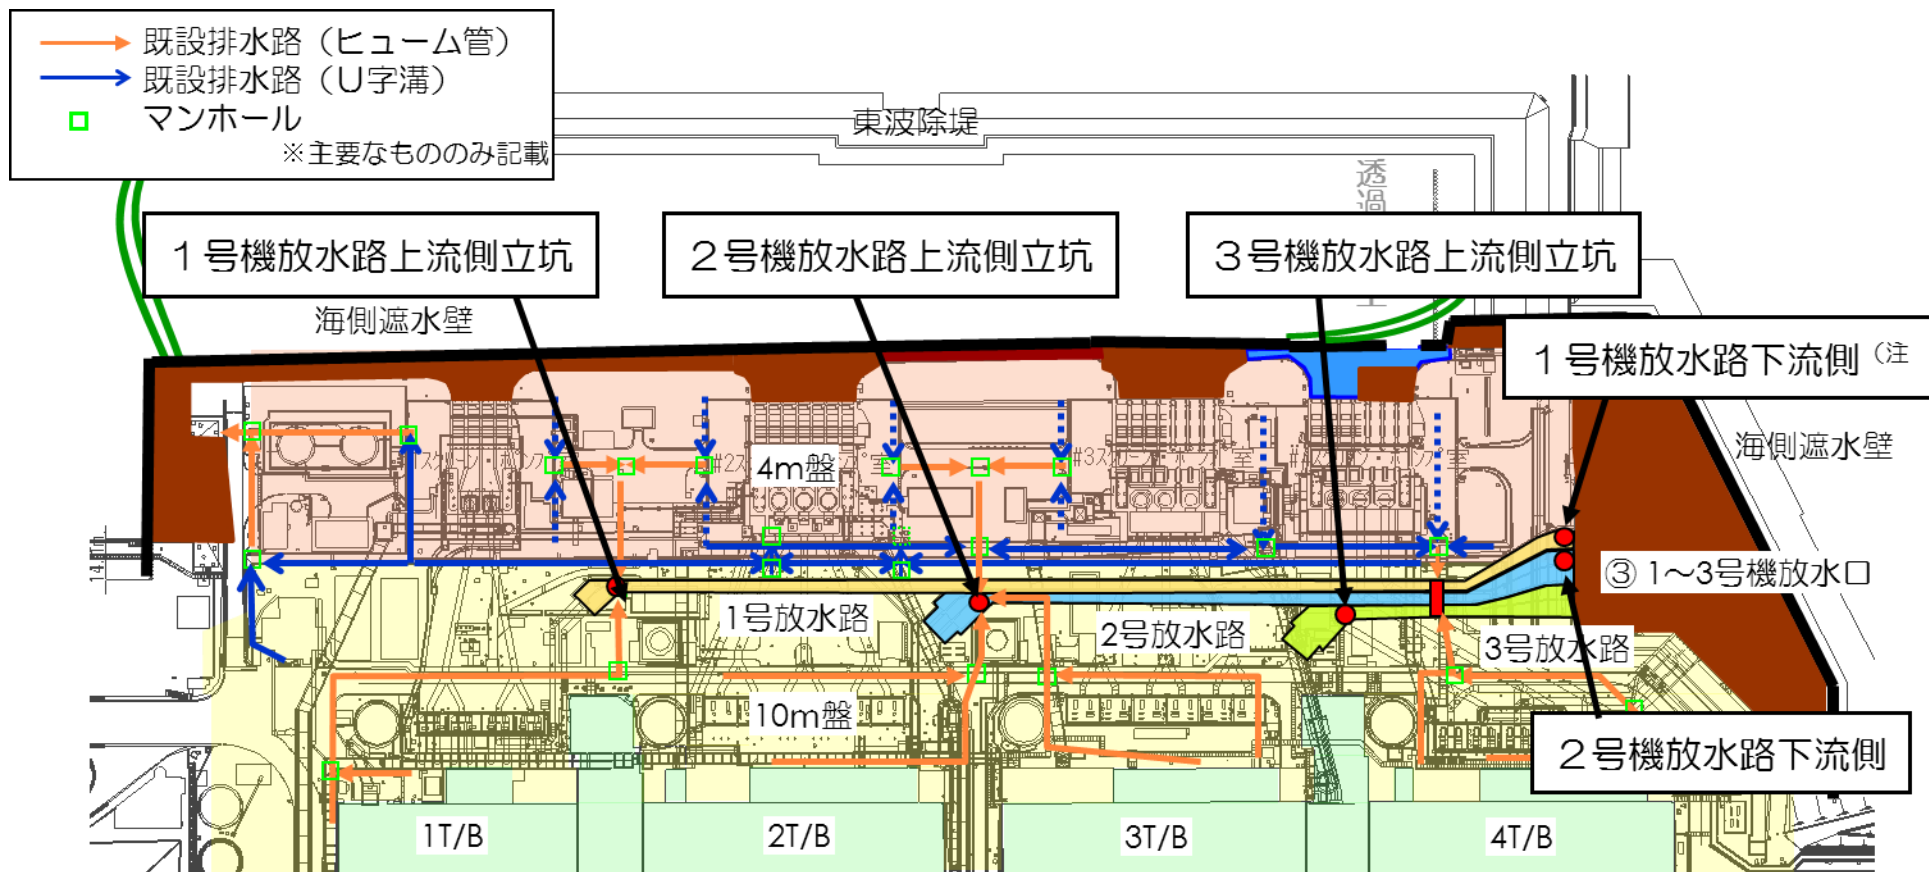 既設排水路（ヒューム管）
既設排水路（U字溝）
マンホール
※主要なもののみ記載
東波除堤
透過
1号機放水路上流側立坑
2号機放水路上流側立坑
3号機放水路上流側立坑
海側遮水壁
1号機放水路下流側（注
海側遮水壁
4m盤
③ 1～3号機放水口
1号放水路
2号放水路
3号放水路
10m盤
2号機放水路下流側
1T/B
2T/B
3T/B
4T/B